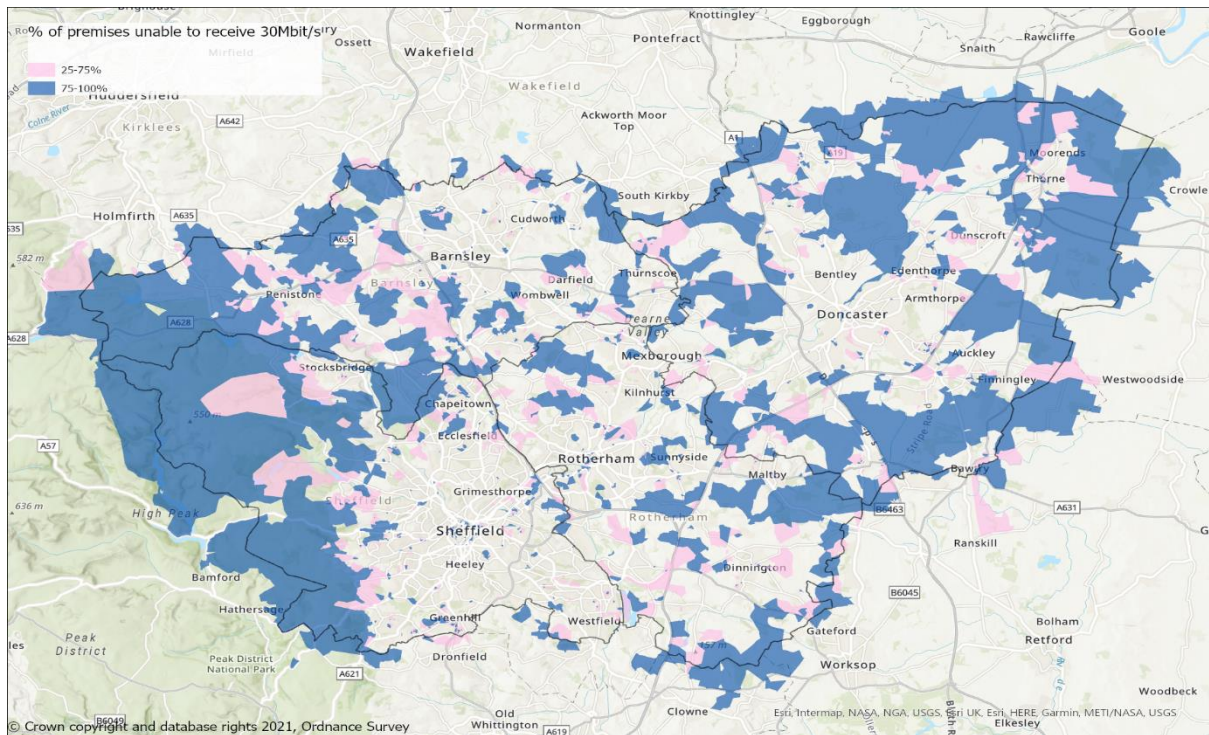 Brighouse
Normanton
Knottingley
Eggborough
Rawcliffe
Goole
Snaith
% of premises unable to receive 30Mbit/s
Ossett
Wakefield
Pontefract
Mirfield
25-75%
75-100%
Huddersfield
Wakefield
Colne River
Kirklees
A642
Ackworth Moor
Top
A1
A19
Moorends
Thorne
Crowle
South Kirkby
Holmfirth
A635
Cudworth
A635
582 m
Barnsley
Dunscroft
Barnsley
Darfield
Thurnscoe
Bentley
Edenthorpe
Penistone
Wombwell
Armthorpe
A628
Dearne
Valley
Doncaster
A628
Mexborough
Auckley
Stocksbridge
Finningley
Westwoodside
Kilnhurst
Chapeltown
550 m
Stripe Road
A57
Ecclesfield
Rotherham
Sunnyside
Maltby
Bawtry
Sheffield
Grimesthorpe
636 m
High Peak
Rotherham
B6463
A631
Sheffield
Ranskill
Heeley
Dinnington
Bamford
B6045
Hathersage
Greenhill
Westfield
Bolham
Gateford
Retford
Peak
District
Peak District
National Park
Dronfield
157 m
Worksop
A621
Woodbeck
B6049
Old
Whittington
A619
Clowne
Elkesley
© Crown copyright and database rights 2021, Ordnance Survey
Esri, Intermap, NASA, NGA, USGS, Esri UK, Esri, HERE, Garmin, METI/NASA, USGS